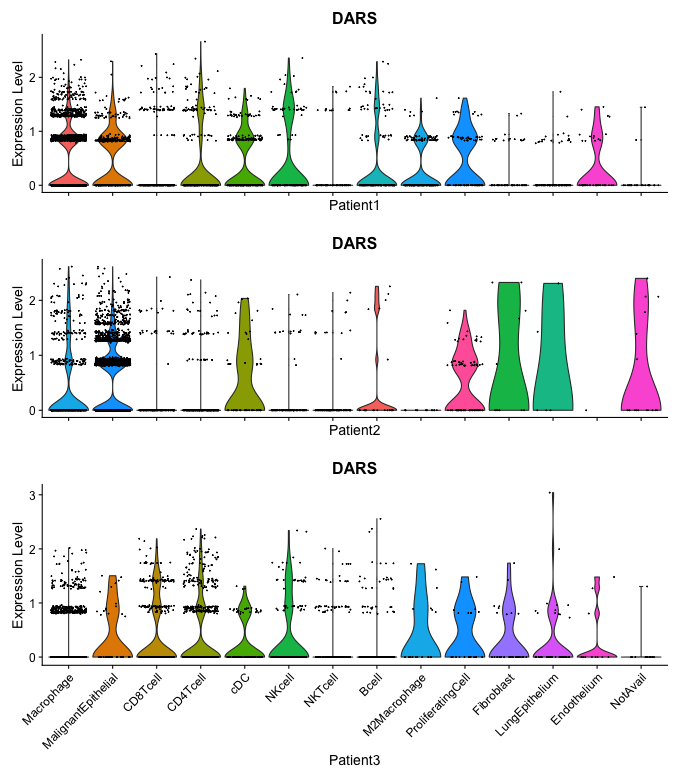 DARS
Expression Level
2
1
0
Patient1
DARS
Expression Level
2
1
0
Patient2
DARS
Expression Level
3
2
1
0
Macrophage
MalignantEpithelial
CD8Tcell
CD4Tcell
cDC
NKcell
NKTcell
Bcell
M2Macrophage
ProliferatingCell
Fibroblast
LungEpithelium
Endothelium
NotAvail
Patient3